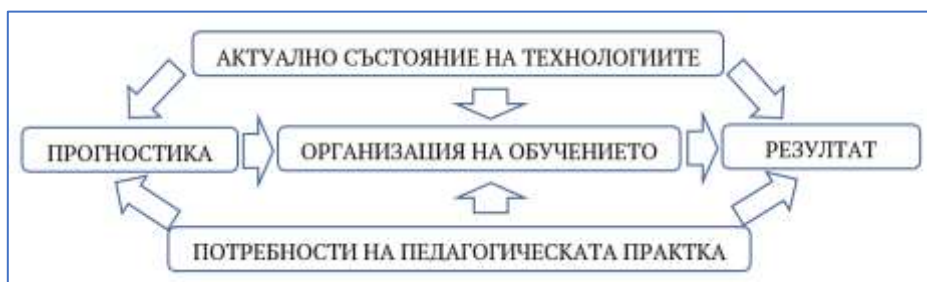 АКТУАЛНО СЪСТОЯНИЕ НА ТЕХНОЛОГИИТЕ
ПРОГНОСТИКА
ОРГАНИЗАЦИЯ НА ОБУЧЕНИЕТО
РЕЗУЛТАТ
ПОТРЕБНОСТИ НА ПЕДАГОГИЧЕСКАТА ПРАКТКА